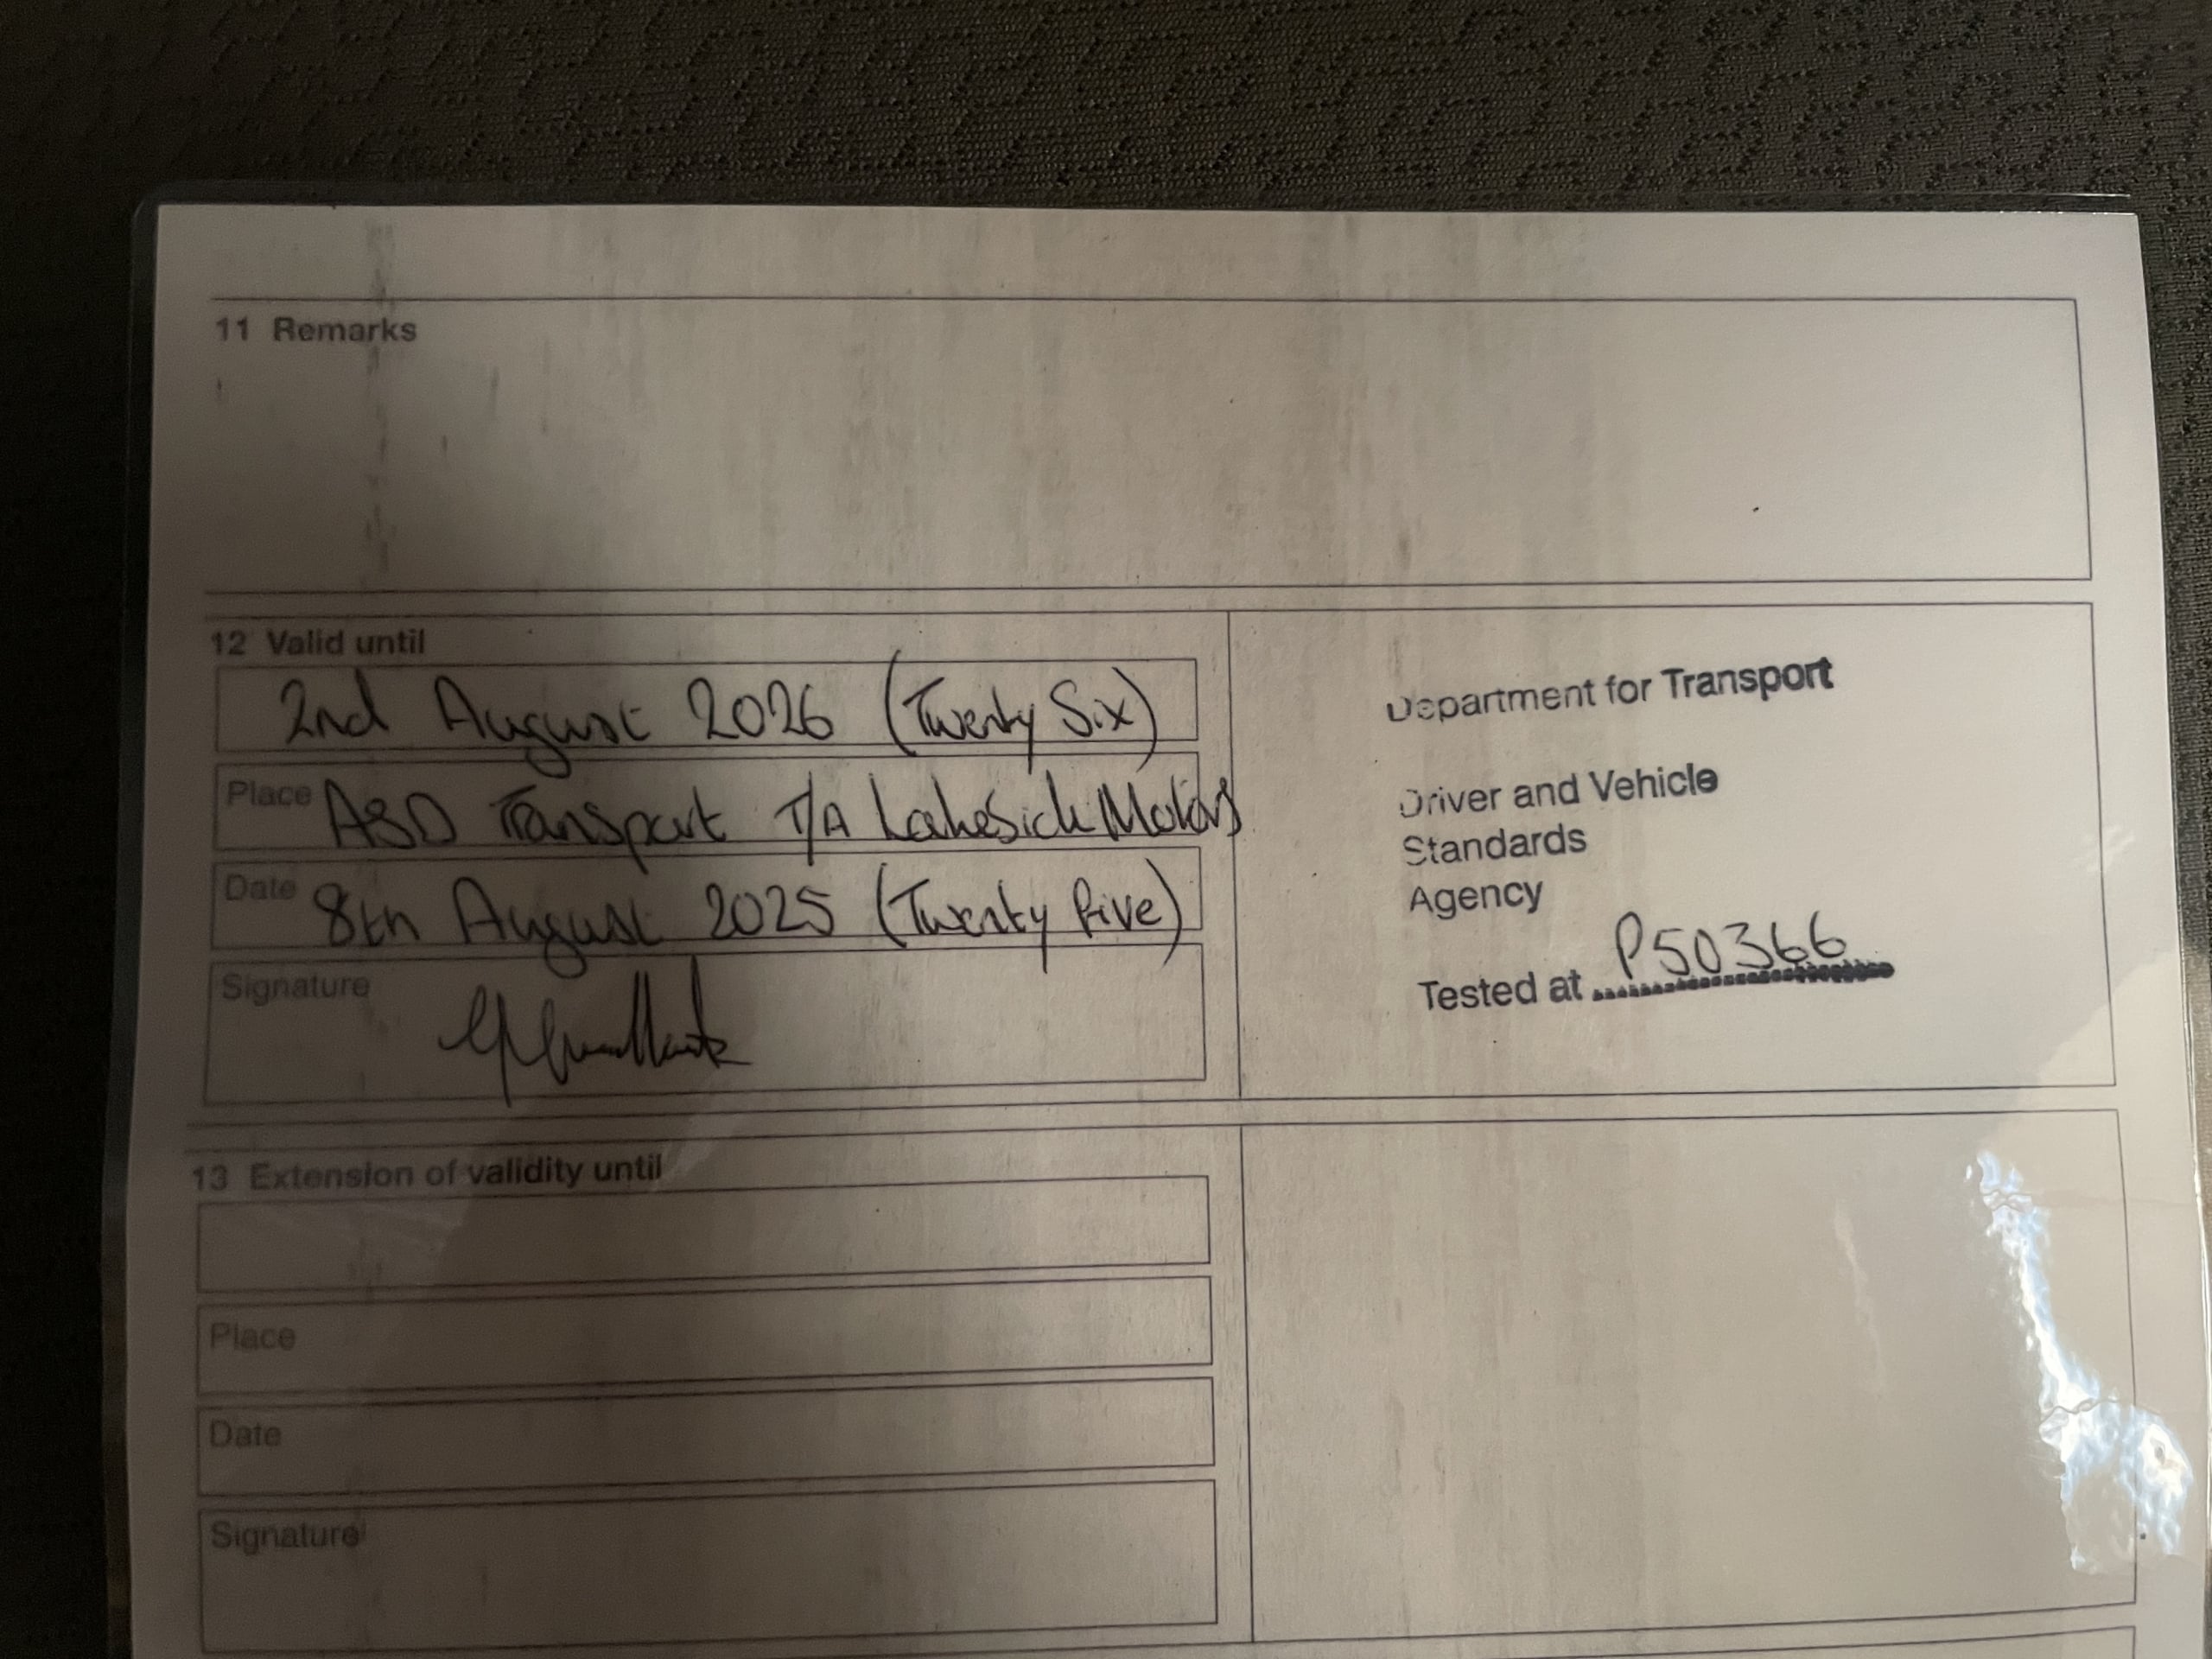 11 Remarks
12 Valid until
2nd August 2026 (Twenty Six)
Place ASD Transport T/A Lakeside Motors
Date 8th August 2025 (Twenty Five)
Signature
Department for Transport
Driver and Vehicle
Standards
Agency
Tested at P50366
13 Extension of validity until
Place
Date
Signature